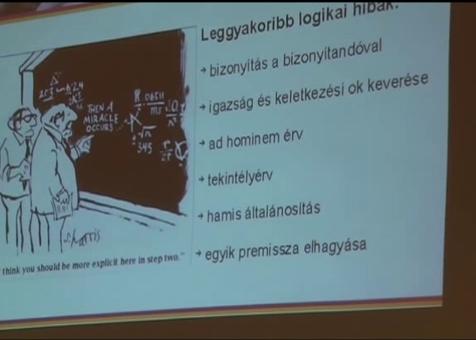 Leggyakoribb logikai hibák:
→ bizonyítás a bizonyítandóval
→ igazság és keletkezési ok keverése
→ ad hominem érv
→ tekintélyérv
→ hamis általánosítás
→ egyik premissza elhagyása
THEN A
MIRACLE
OCCURS
S. Harris
think you should be more explicit here in step two."